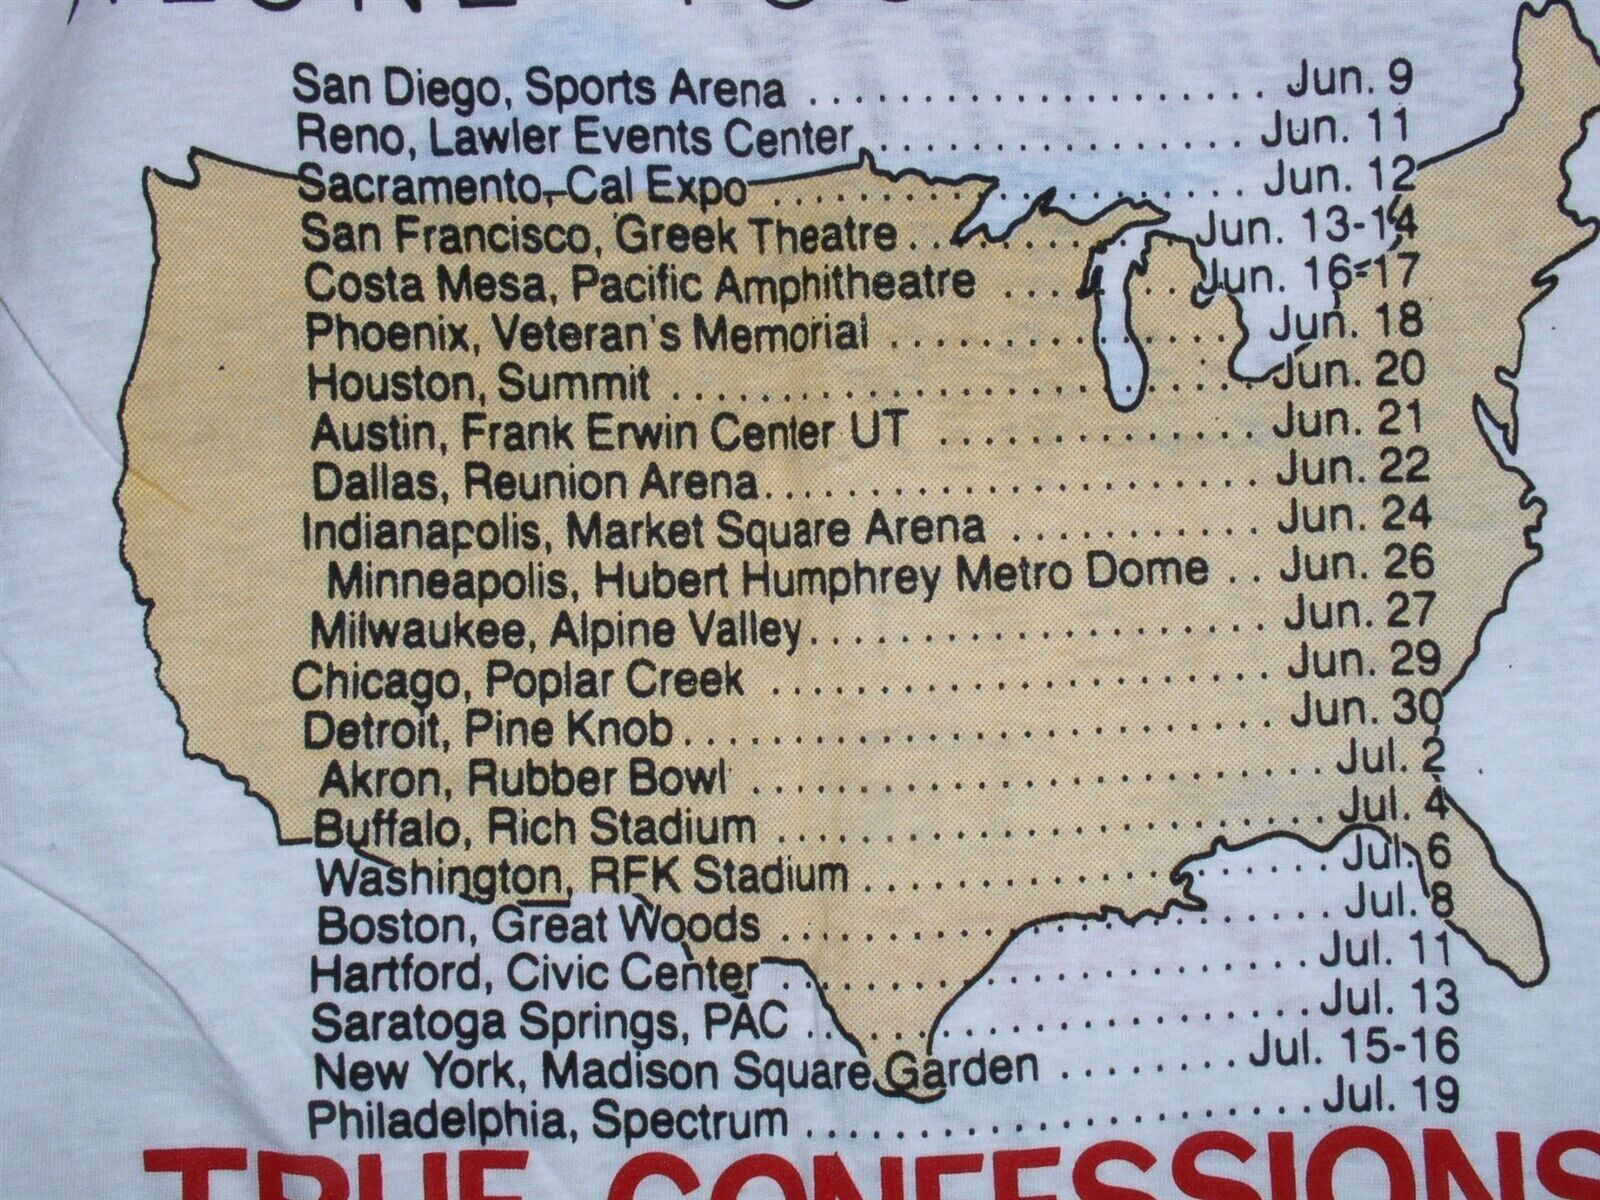 San Diego, Sports Arena ..................... Jun. 9
Reno, Lawler Events Center................. Jun. 11
Sacramento, Cal Expo ...................... Jun. 12
San Francisco, Greek Theatre............. Jun. 13-14
Costa Mesa, Pacific Amphitheatre .......... Jun. 16-17
Phoenix, Veteran's Memorial ................ Jun. 18
Houston, Summit .......................... Jun. 20
Austin, Frank Erwin Center UT .............. Jun. 21
Dallas, Reunion Arena...................... Jun. 22
Indianapolis, Market Square Arena ........... Jun. 24
Minneapolis, Hubert Humphrey Metro Dome .. Jun. 26
Milwaukee, Alpine Valley..................... Jun. 27
Chicago, Poplar Creek ...................... Jun. 29
Detroit, Pine Knob........................... Jun. 30
Akron, Rubber Bowl .......................... Jul. 2
Buffalo, Rich Stadium ......................... Jul. 4
Washington, RFK Stadium ..................... Jul. 6
Boston, Great Woods ......................... Jul. 8
Hartford, Civic Center ........................ Jul. 11
Saratoga Springs, PAC ....................... Jul. 13
New York, Madison Square Garden ........ Jul. 15-16
Philadelphia, Spectrum ....................... Jul. 19
TRUE CONFESSIONS